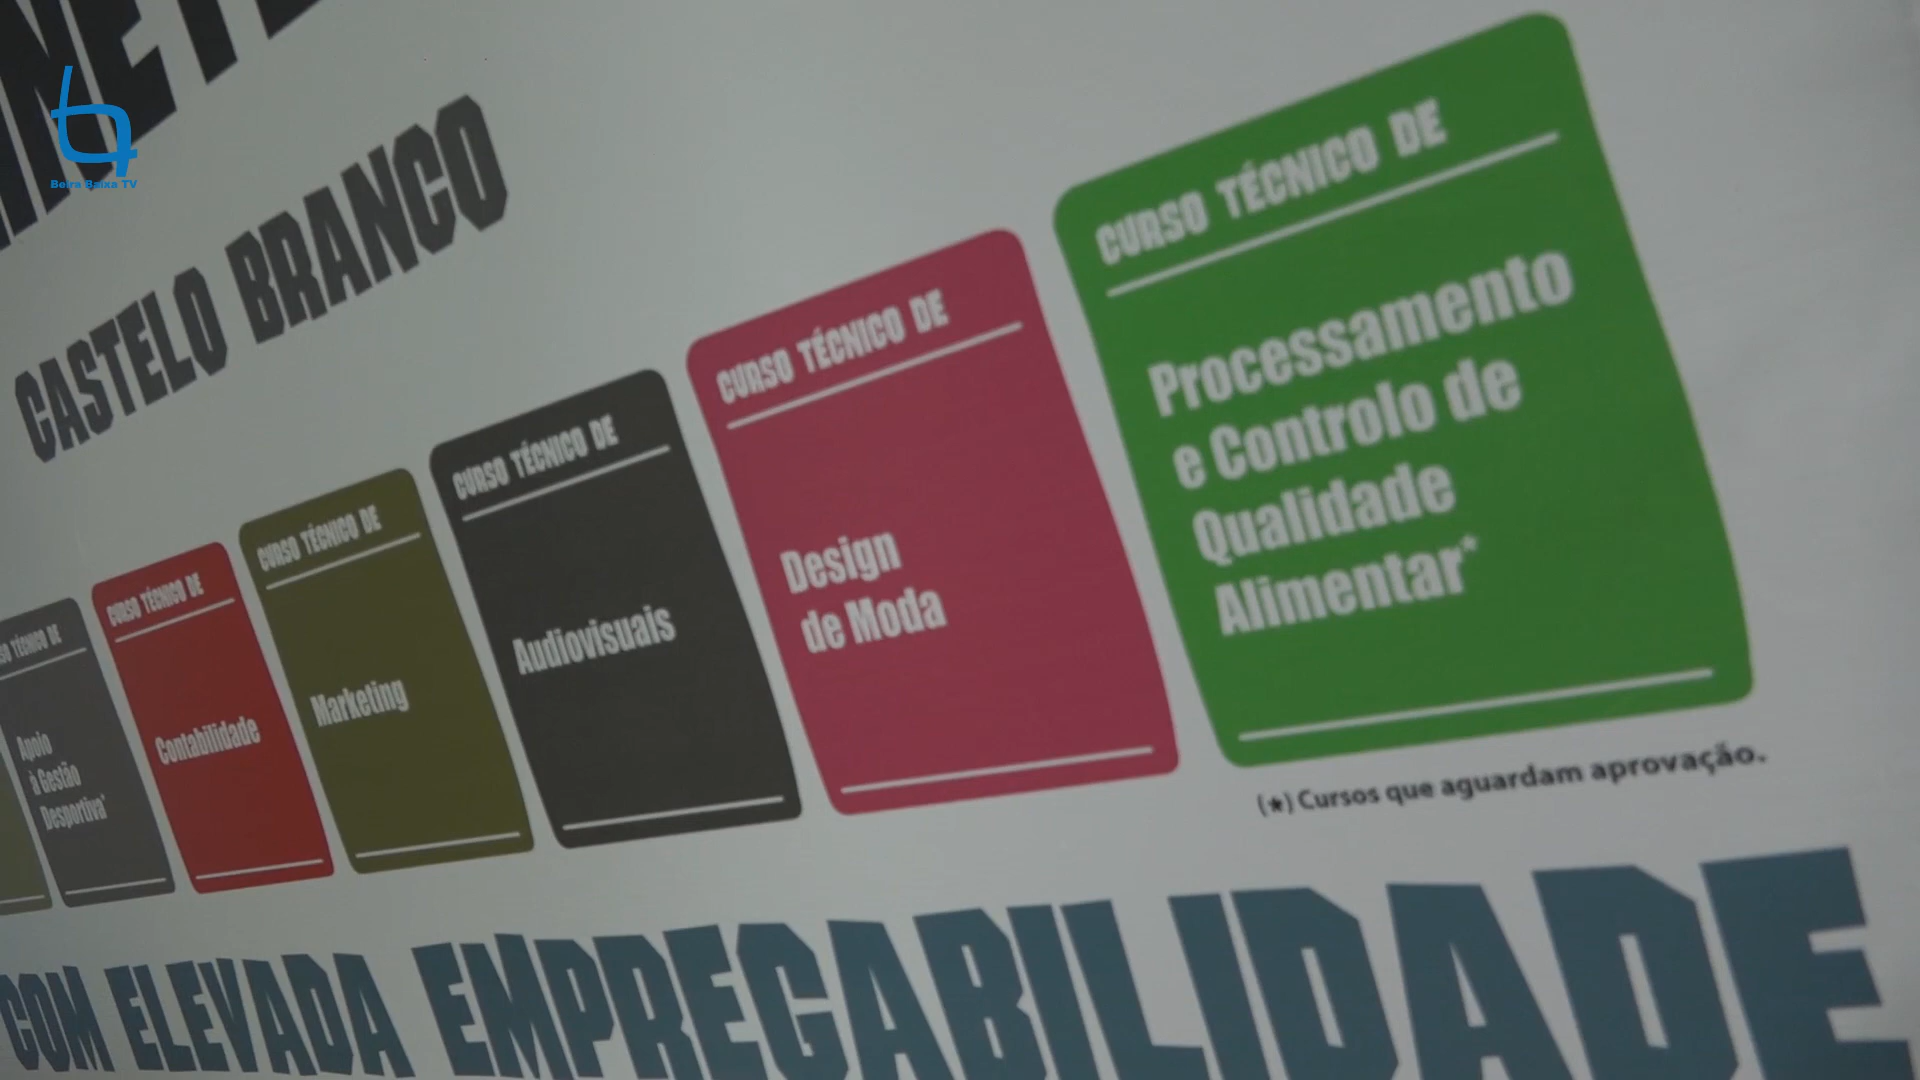 Beira Baixa TV
CASTELO BRANCO
TÉCNICO DE
Apoio
à Gestão
Desportiva*
CURSO TÉCNICO DE
Contabilidade
CURSO TÉCNICO DE
Marketing
CURSO TÉCNICO DE
Audiovisuais
CURSO TÉCNICO DE
Design
de Moda
CURSO TÉCNICO DE
Processamento
e Controlo de
Qualidade
Alimentar*
(★) Cursos que aguardam aprovação.
COM ELEVADA EMPREGABILIDADE